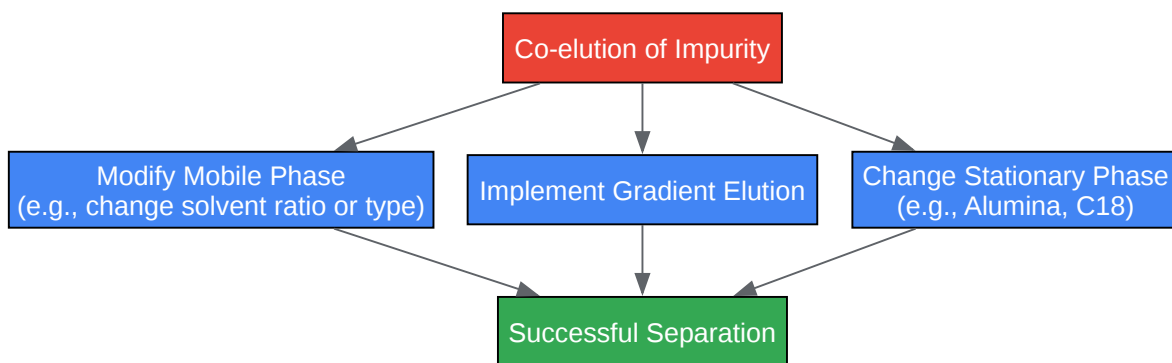 Co-elution of Impurity
Modify Mobile Phase
(e.g., change solvent ratio or type)
Implement Gradient Elution
Change Stationary Phase
(e.g., Alumina, C18)
Successful Separation